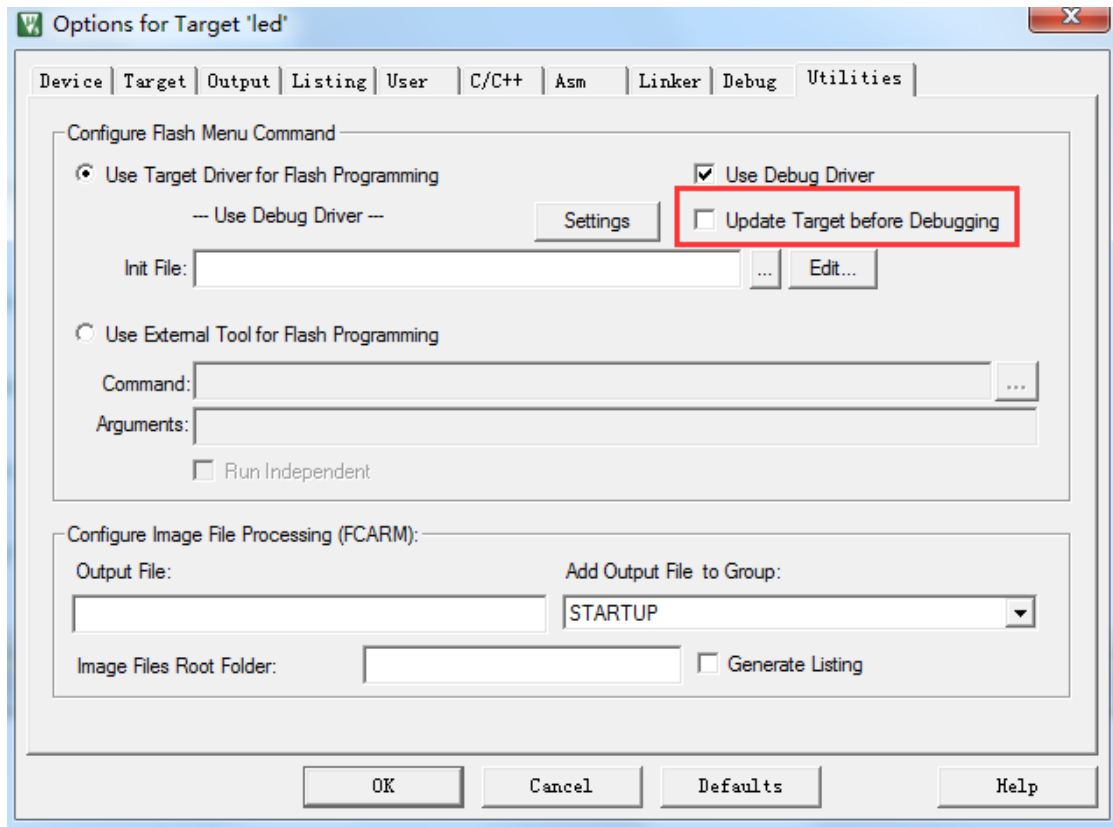 Options for Target 'led'
Device Target Output Listing User C/C++ Asm Linker Debug Utilities
Configure Flash Menu Command
Use Target Driver for Flash Programming Use Debug Driver
--- Use Debug Driver --- Settings Update Target before Debugging
Init File: ... Edit...
Use External Tool for Flash Programming
Command: ...
Arguments:
Run Independent
Configure Image File Processing (FCARM):
Output File: Add Output File to Group:
STARTUP
Image Files Root Folder: Generate Listing
OK Cancel Defaults Help